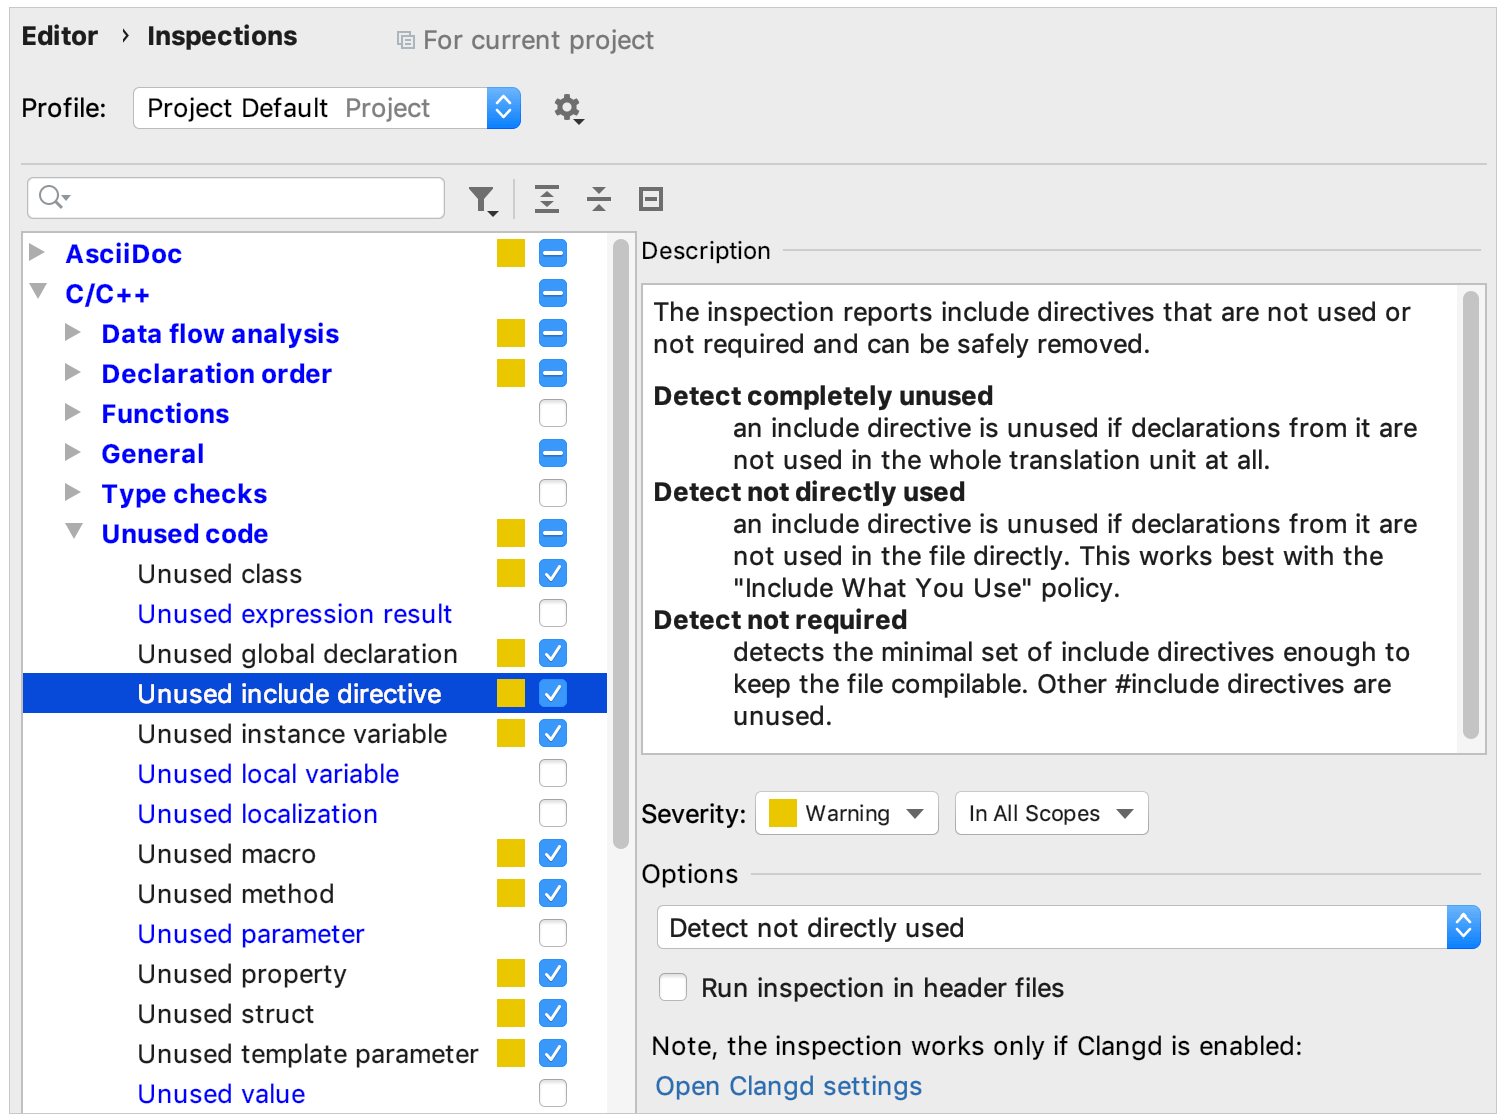 Editor › Inspections For current project
Profile: Project Default Project
AsciiDoc
C/C++
Data flow analysis
Declaration order
Functions
General
Type checks
Unused code
Unused class
Unused expression result
Unused global declaration
Unused include directive
Unused instance variable
Unused local variable
Unused localization
Unused macro
Unused method
Unused parameter
Unused property
Unused struct
Unused template parameter
Unused value
Description
The inspection reports include directives that are not used or
not required and can be safely removed.
Detect completely unused
an include directive is unused if declarations from it are
not used in the whole translation unit at all.
Detect not directly used
an include directive is unused if declarations from it are
not used in the file directly. This works best with the
"Include What You Use" policy.
Detect not required
detects the minimal set of include directives enough to
keep the file compilable. Other #include directives are
unused.
Severity: Warning In All Scopes
Options
Detect not directly used
Run inspection in header files
Note, the inspection works only if Clangd is enabled:
Open Clangd settings